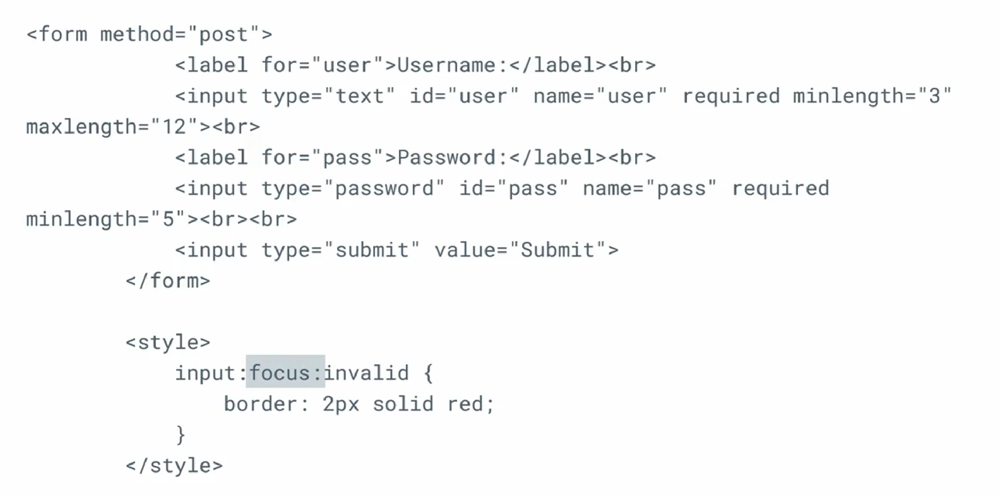 <form method="post">
<label for="user">Username:</label><br>
<input type="text" id="user" name="user" required minlength="3"
maxlength="12"><br>
<label for="pass">Password:</label><br>
<input type="password" id="pass" name="pass" required
minlength="5"><br><br>
<input type="submit" value="Submit">
</form>
<style>
input:focus:invalid {
border: 2px solid red;
}
</style>